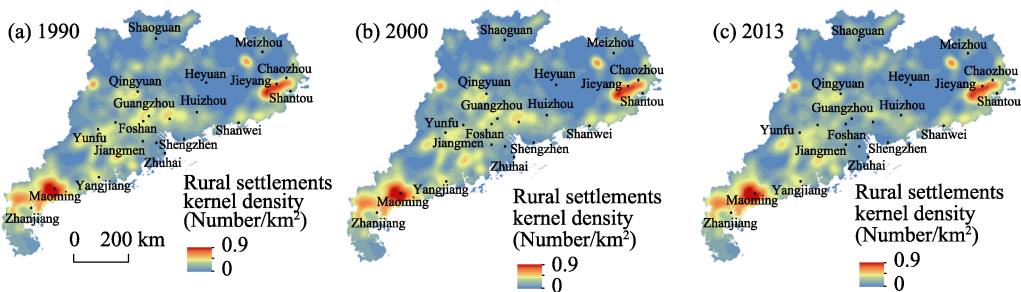 (a) 1990
Shaoguan
Meizhou
Chaozhou
Qingyuan
Heyuan
Jieyang
Shantou
Guangzhou
Huizhou
Yunfu
Foshan
Shanwei
Jiangmen
Shengzhen
Zhuhai
Yangjiang
Maoming
Zhanjiang
Rural settlements
kernel density
(Number/km²)
0.9
0
0 200 km
(b) 2000
Shaoguan
Meizhou
Chaozhou
Qingyuan
Heyuan
Jieyang
Shantou
Guangzhou
Huizhou
Yunfu
Foshan
Shanwei
Jiangmen
Shengzhen
Zhuhai
Yangjiang
Maoming
Zhanjiang
Rural settlements
kernel density
(Number/km²)
0.9
0
(c) 2013
Shaoguan
Meizhou
Chaozhou
Qingyuan
Heyuan
Jieyang
Shantou
Guangzhou
Huizhou
Yunfu
Foshan
Shanwei
Jiangmen
Shengzhen
Zhuhai
Yangjiang
Maoming
Zhanjiang
Rural settlements
kernel density
(Number/km²)
0.9
0